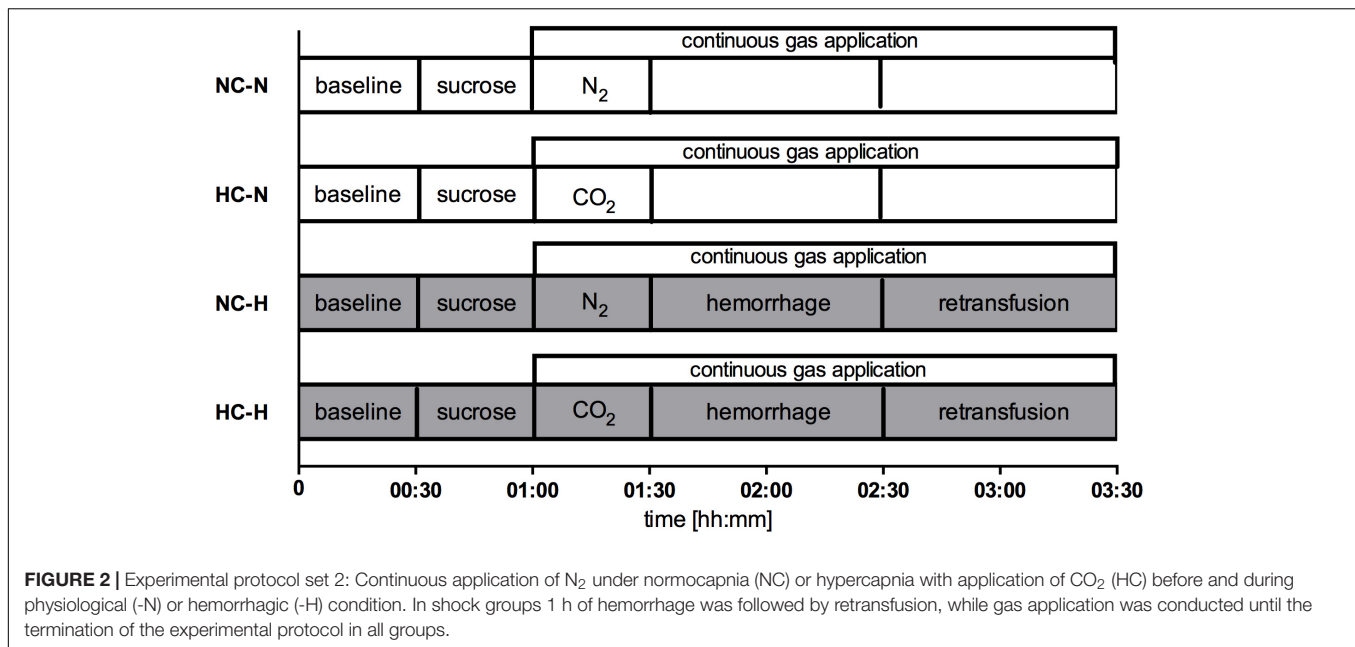 continuous gas application
NC-N baseline sucrose N₂
continuous gas application
HC-N baseline sucrose CO₂
continuous gas application
NC-H baseline sucrose N₂ hemorrhage retransfusion
continuous gas application
HC-H baseline sucrose CO₂ hemorrhage retransfusion
0 00:30 01:00 01:30 02:00 02:30 03:00 03:30
time [hh:mm]
FIGURE 2 | Experimental protocol set 2: Continuous application of N₂ under normocapnia (NC) or hypercapnia with application of CO₂ (HC) before and during
physiological (-N) or hemorrhagic (-H) condition. In shock groups 1 h of hemorrhage was followed by retransfusion, while gas application was conducted until the
termination of the experimental protocol in all groups.